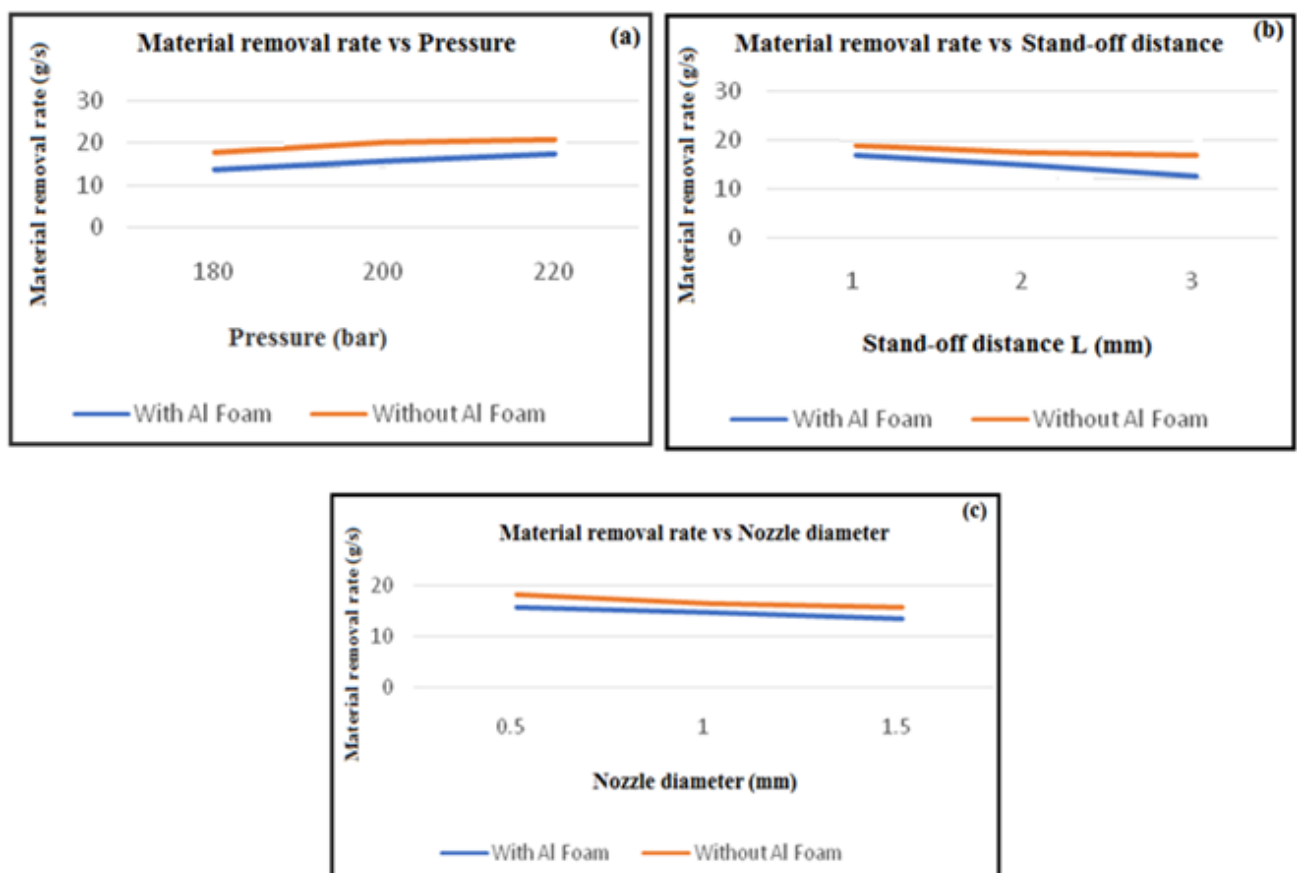 Material removal rate vs Pressure
(a)
Material removal rate (g/s)
30
20
10
0
180 200 220
Pressure (bar)
With Al Foam Without Al Foam
Material removal rate vs Stand-off distance
(b)
Material removal rate (g/s)
30
20
10
0
1 2 3
Stand-off distance L (mm)
With Al Foam Without Al Foam
(c)
Material removal rate vs Nozzle diameter
Material removal rate (g/s)
20
10
0
0.5 1 1.5
Nozzle diameter (mm)
With Al Foam Without Al Foam